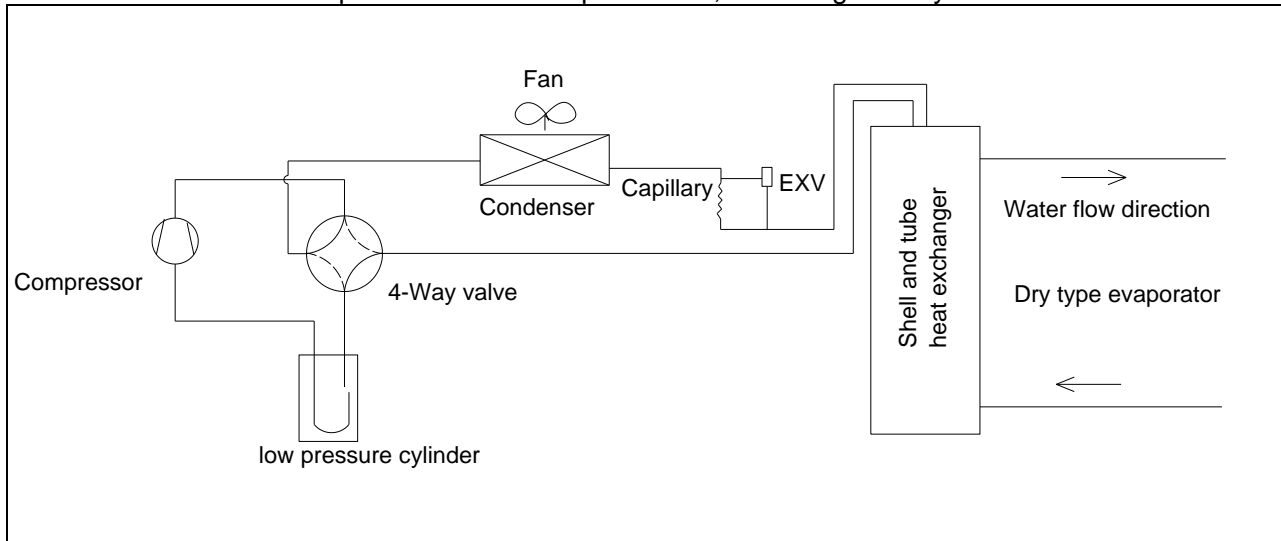 Fan
Capillary
EXV
Condenser
Compressor
4-Way valve
low pressure cylinder
Shell and tube
heat exchanger
Water flow direction
Dry type evaporator